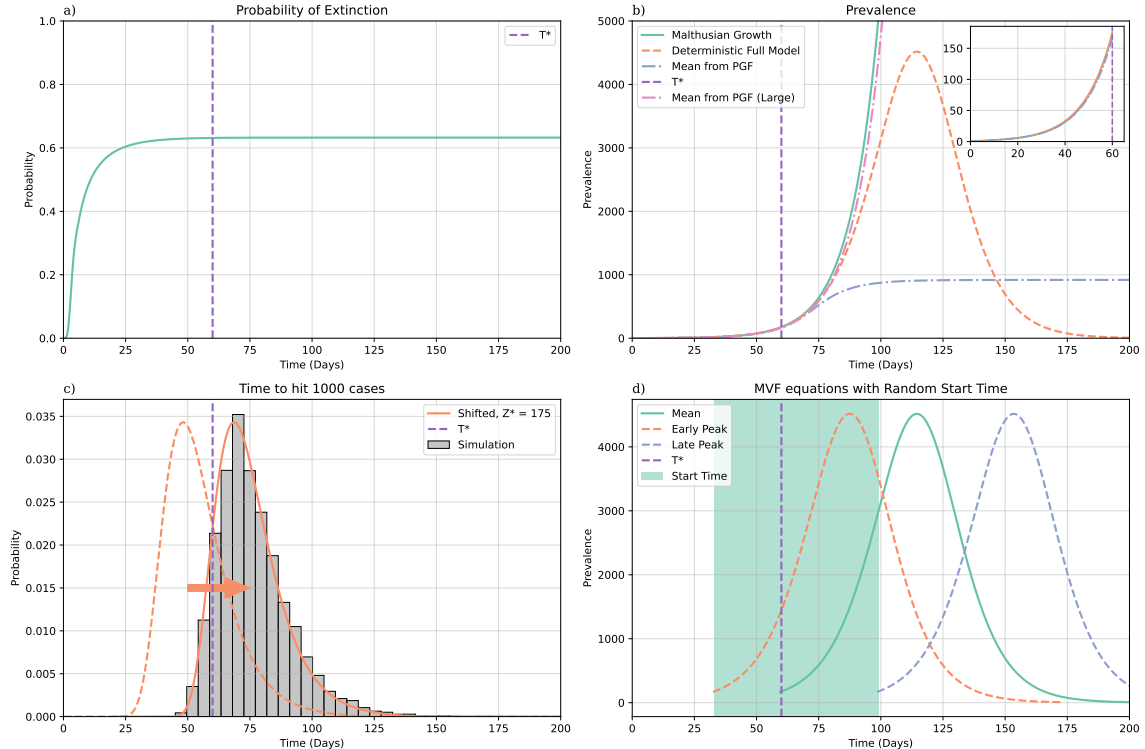 a)
Probability of Extinction
1.0
0.8
0.6
0.4
0.2
0.0
Probability
T*
0 25 50 75 100 125 150 175 200
Time (Days)
b)
Prevalence
5000
4000
3000
2000
1000
0
Prevalence
Malthusian Growth
Deterministic Full Model
Mean from PGF
T*
Mean from PGF (Large)
150
100
50
0
0 20 40 60
0 25 50 75 100 125 150 175 200
Time (Days)
c)
Time to hit 1000 cases
0.035
0.030
0.025
0.020
0.015
0.010
0.005
0.000
Probability
Shifted, Z* = 175
T*
Simulation
0 25 50 75 100 125 150 175 200
Time (Days)
d)
MVF equations with Random Start Time
4000
3000
2000
1000
0
Prevalence
Mean
Early Peak
Late Peak
T*
Start Time
0 25 50 75 100 125 150 175 200
Time (Days)